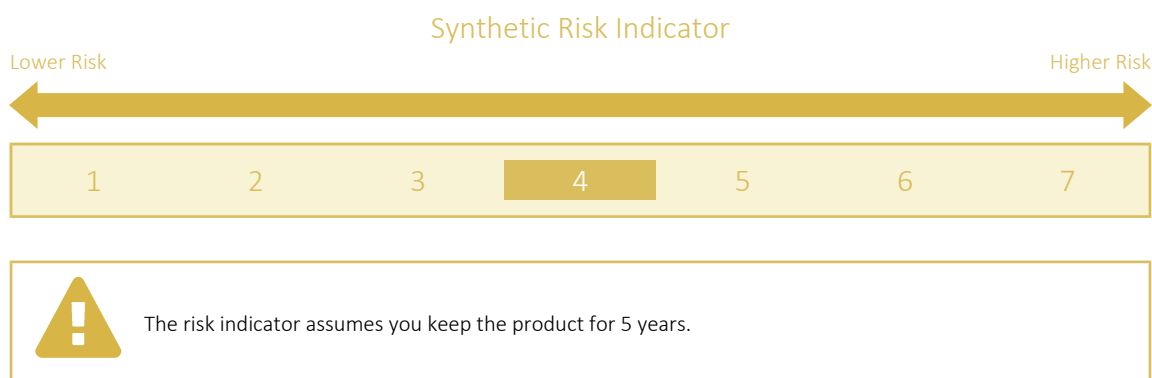 Synthetic Risk Indicator
Lower Risk Higher Risk
1 2 3 4 5 6 7
The risk indicator assumes you keep the product for 5 years.